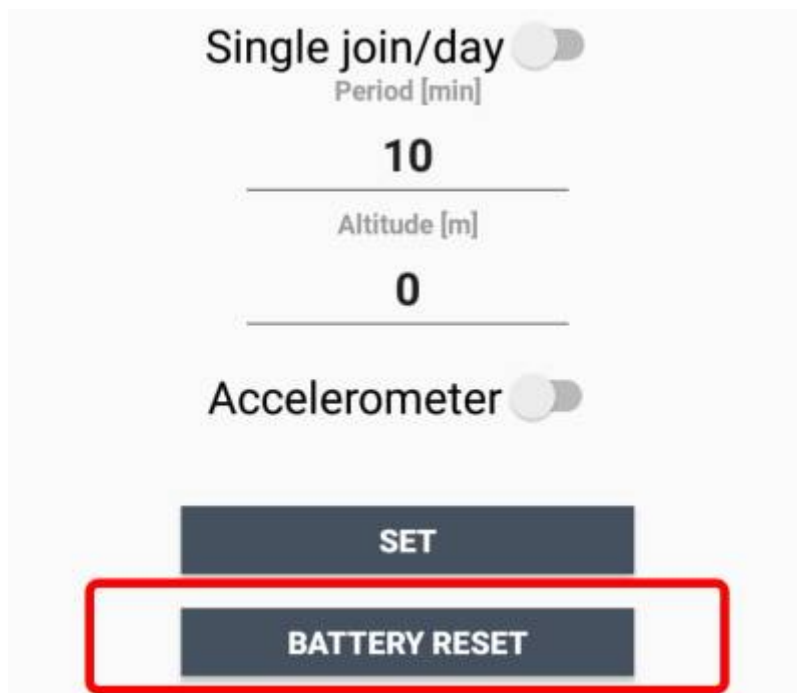 Single join/day
Period [min]
10
Altitude [m]
0
Accelerometer
SET
BATTERY RESET